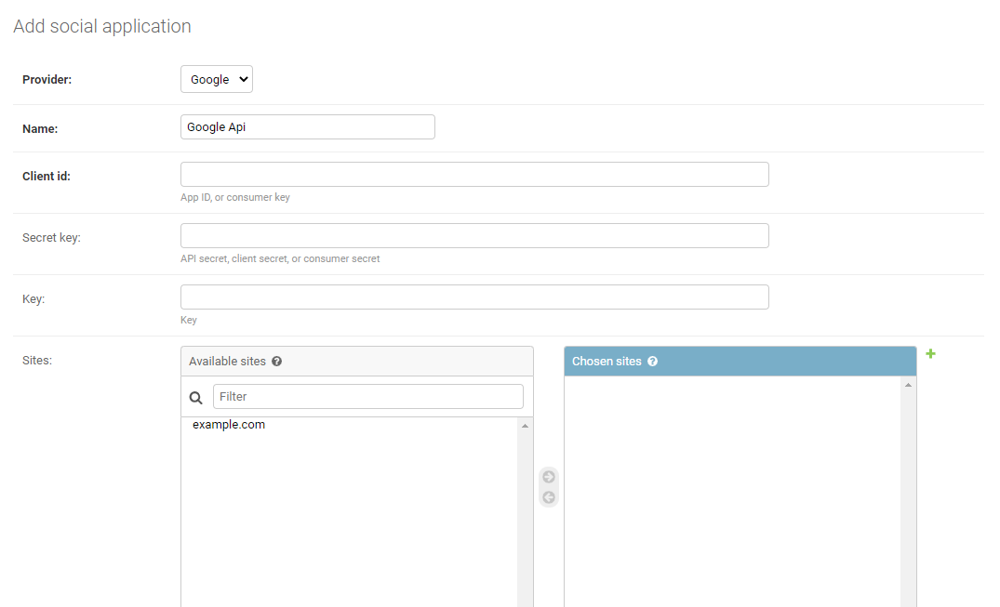 Add social application
Provider:
Google
Name:
Google Api
Client id:
App ID, or consumer key
Secret key:
API secret, client secret, or consumer secret
Key:
Key
Sites:
Available sites
Chosen sites
Filter
example.com